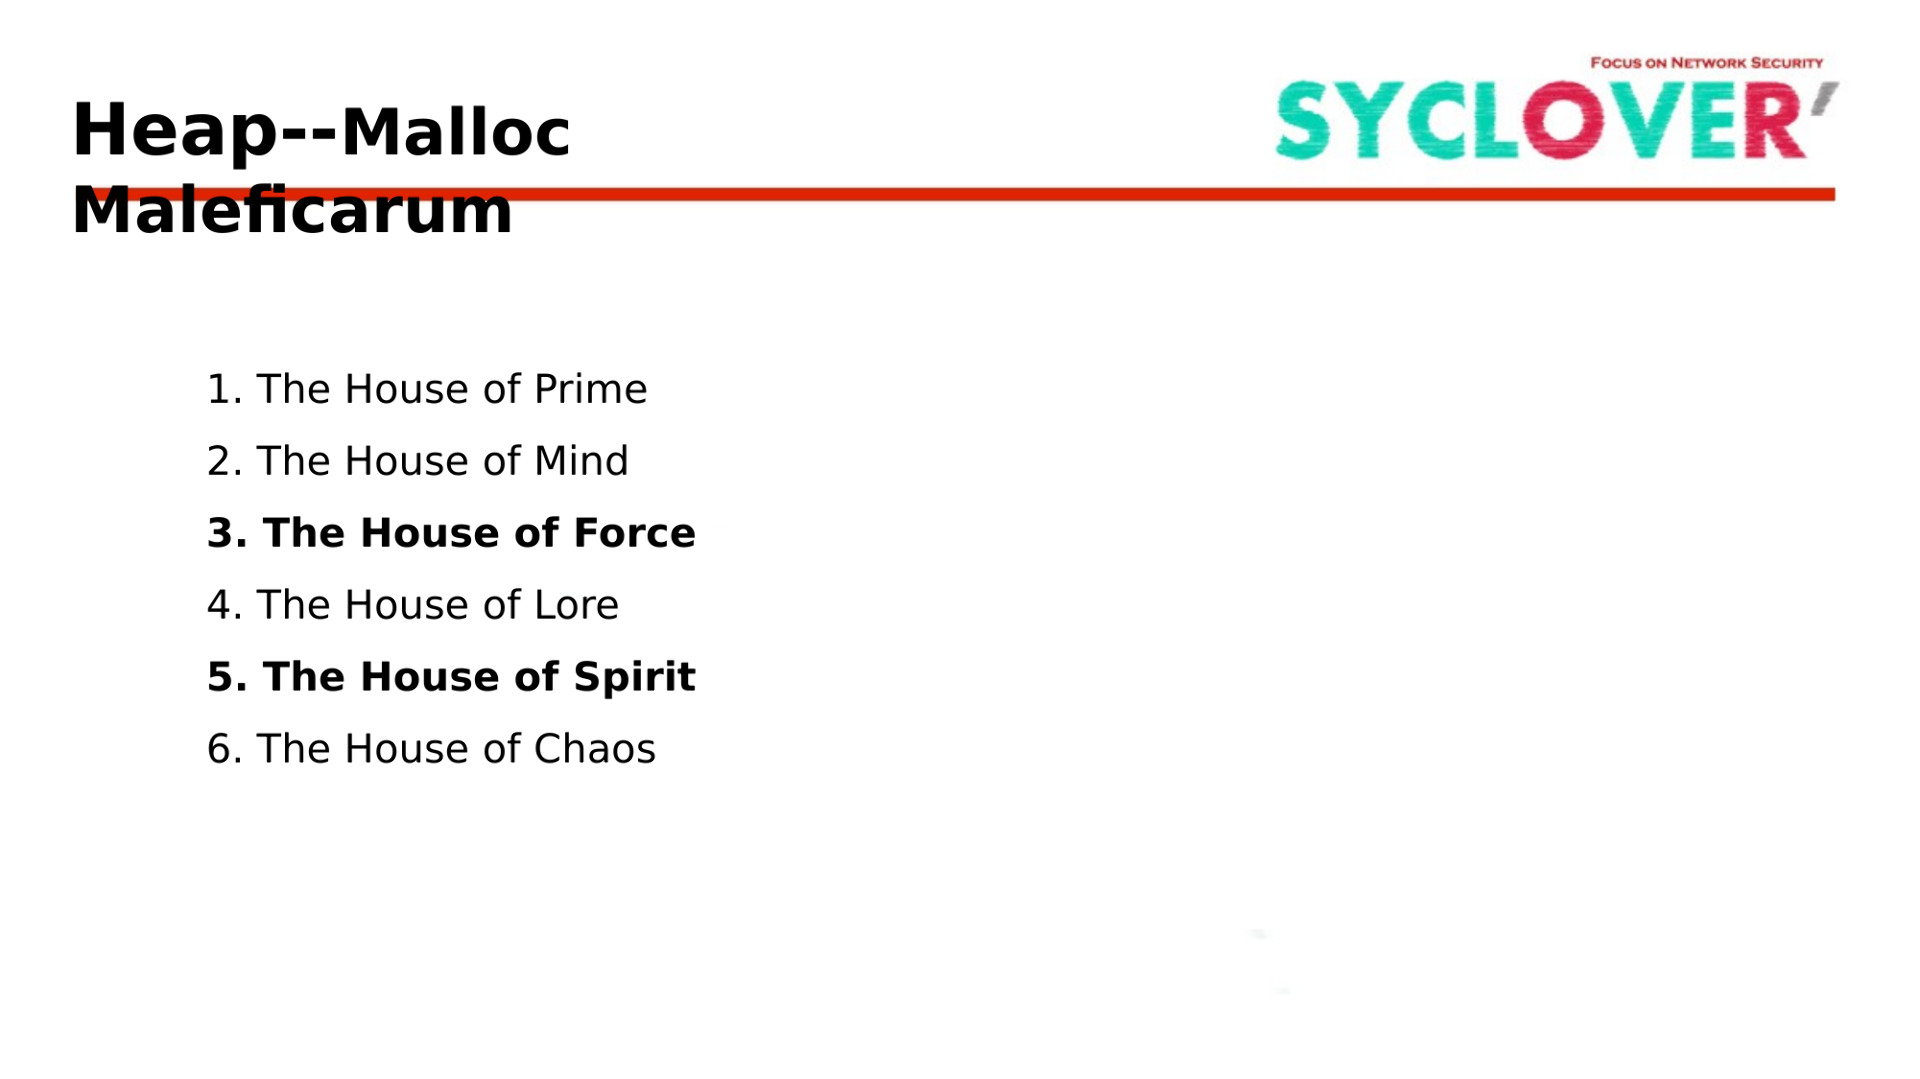 FOCUS ON NETWORK SECURITY
SYCLOVER'
Heap--Malloc
Maleficarum
1. The House of Prime
2. The House of Mind
3. The House of Force
4. The House of Lore
5. The House of Spirit
6. The House of Chaos